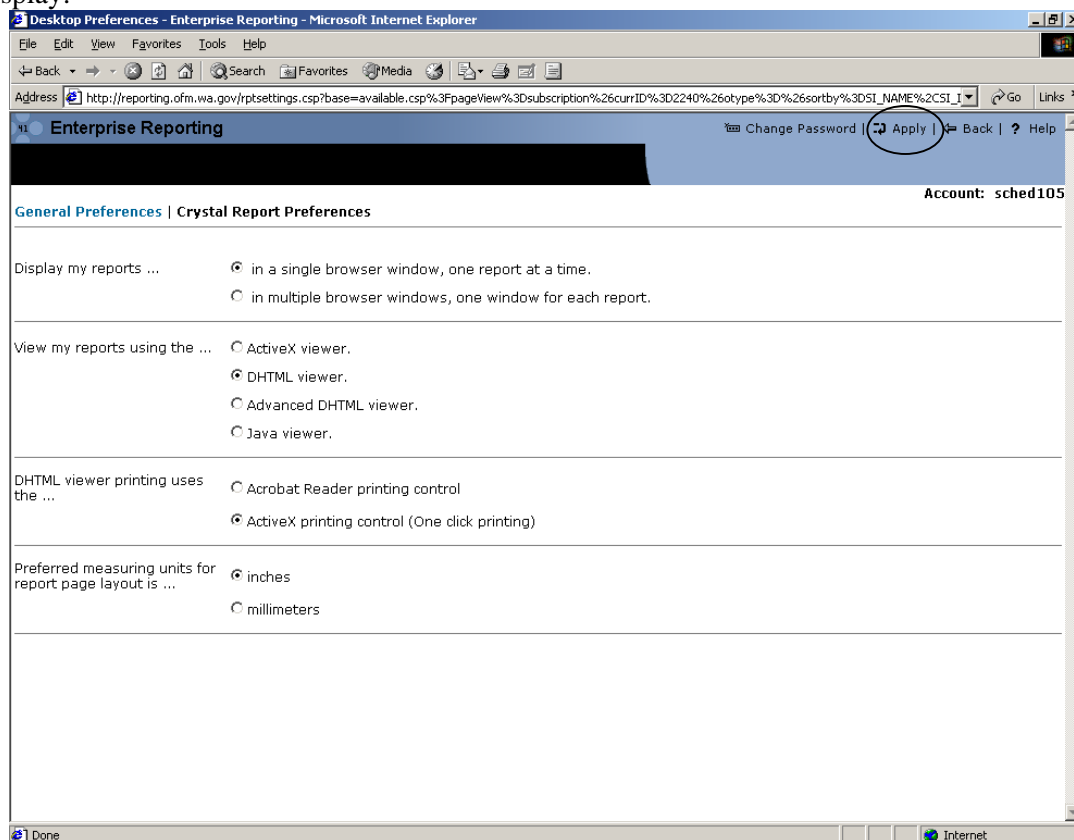 splay.
Desktop Preferences - Enterprise Reporting - Microsoft Internet Explorer
File Edit View Favorites Tools Help
Back Search Favorites Media
Address http://reporting.ofm.wa.gov/rptsettings.csp?base=available.csp%3FpageView%3Dsubscription%26currID%3D2240%26otype%3D%26sortby%3DSI_NAME%2CSI_I Go Links
Enterprise Reporting Change Password | Apply | Back | ? Help
Account: sched105
General Preferences | Crystal Report Preferences
Display my reports ... in a single browser window, one report at a time.
in multiple browser windows, one window for each report.
View my reports using the ... ActiveX viewer.
DHTML viewer.
Advanced DHTML viewer.
Java viewer.
DHTML viewer printing uses
the ... Acrobat Reader printing control
ActiveX printing control (One click printing)
Preferred measuring units for
report page layout is ... inches
millimeters
Done Internet